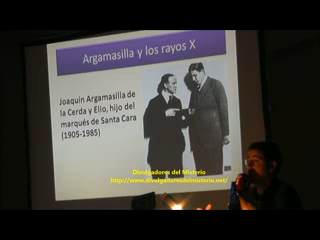 Argamasilla y los rayos X
Joaquín Argamasilla de
la Cerda y Elio, hijo del
marqués de Santa Cara
(1905-1985)
Divulgadores del Misterio
http://www.divulgadoresdelmisterio.net/